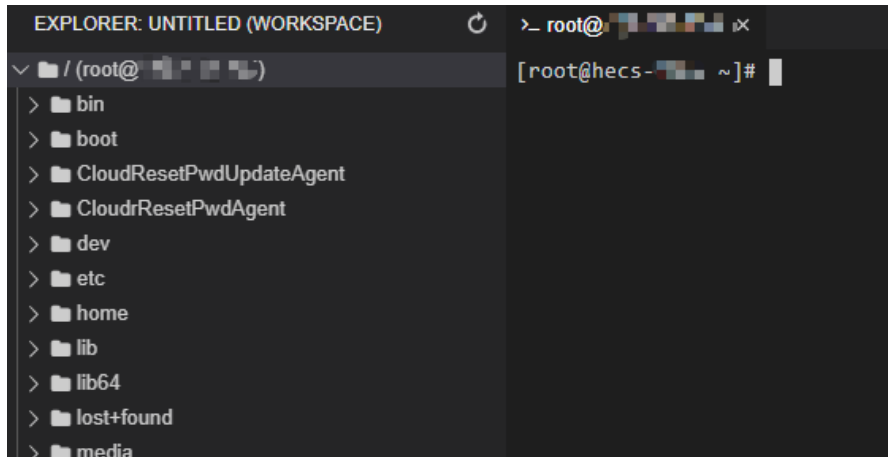 EXPLORER: UNTITLED (WORKSPACE)
/ (root@
bin
boot
CloudResetPwdUpdateAgent
CloudrResetPwdAgent
dev
etc
home
lib
lib64
lost+found
media
>_ root@
[root@hecs- ~]#